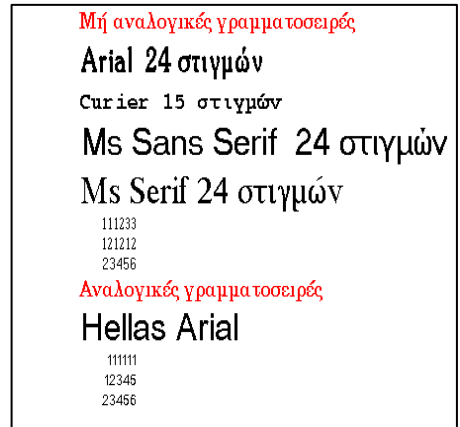 Μή αναλογικές γραμματοσειρές
Arial 24 στιγμών
Curier 15 στιγμών
Ms Sans Serif 24 στιγμών
Ms Serif 24 στιγμών
111233
121212
23456
Αναλογικές γραμματοσειρές
Hellas Arial
111111
12345
23456